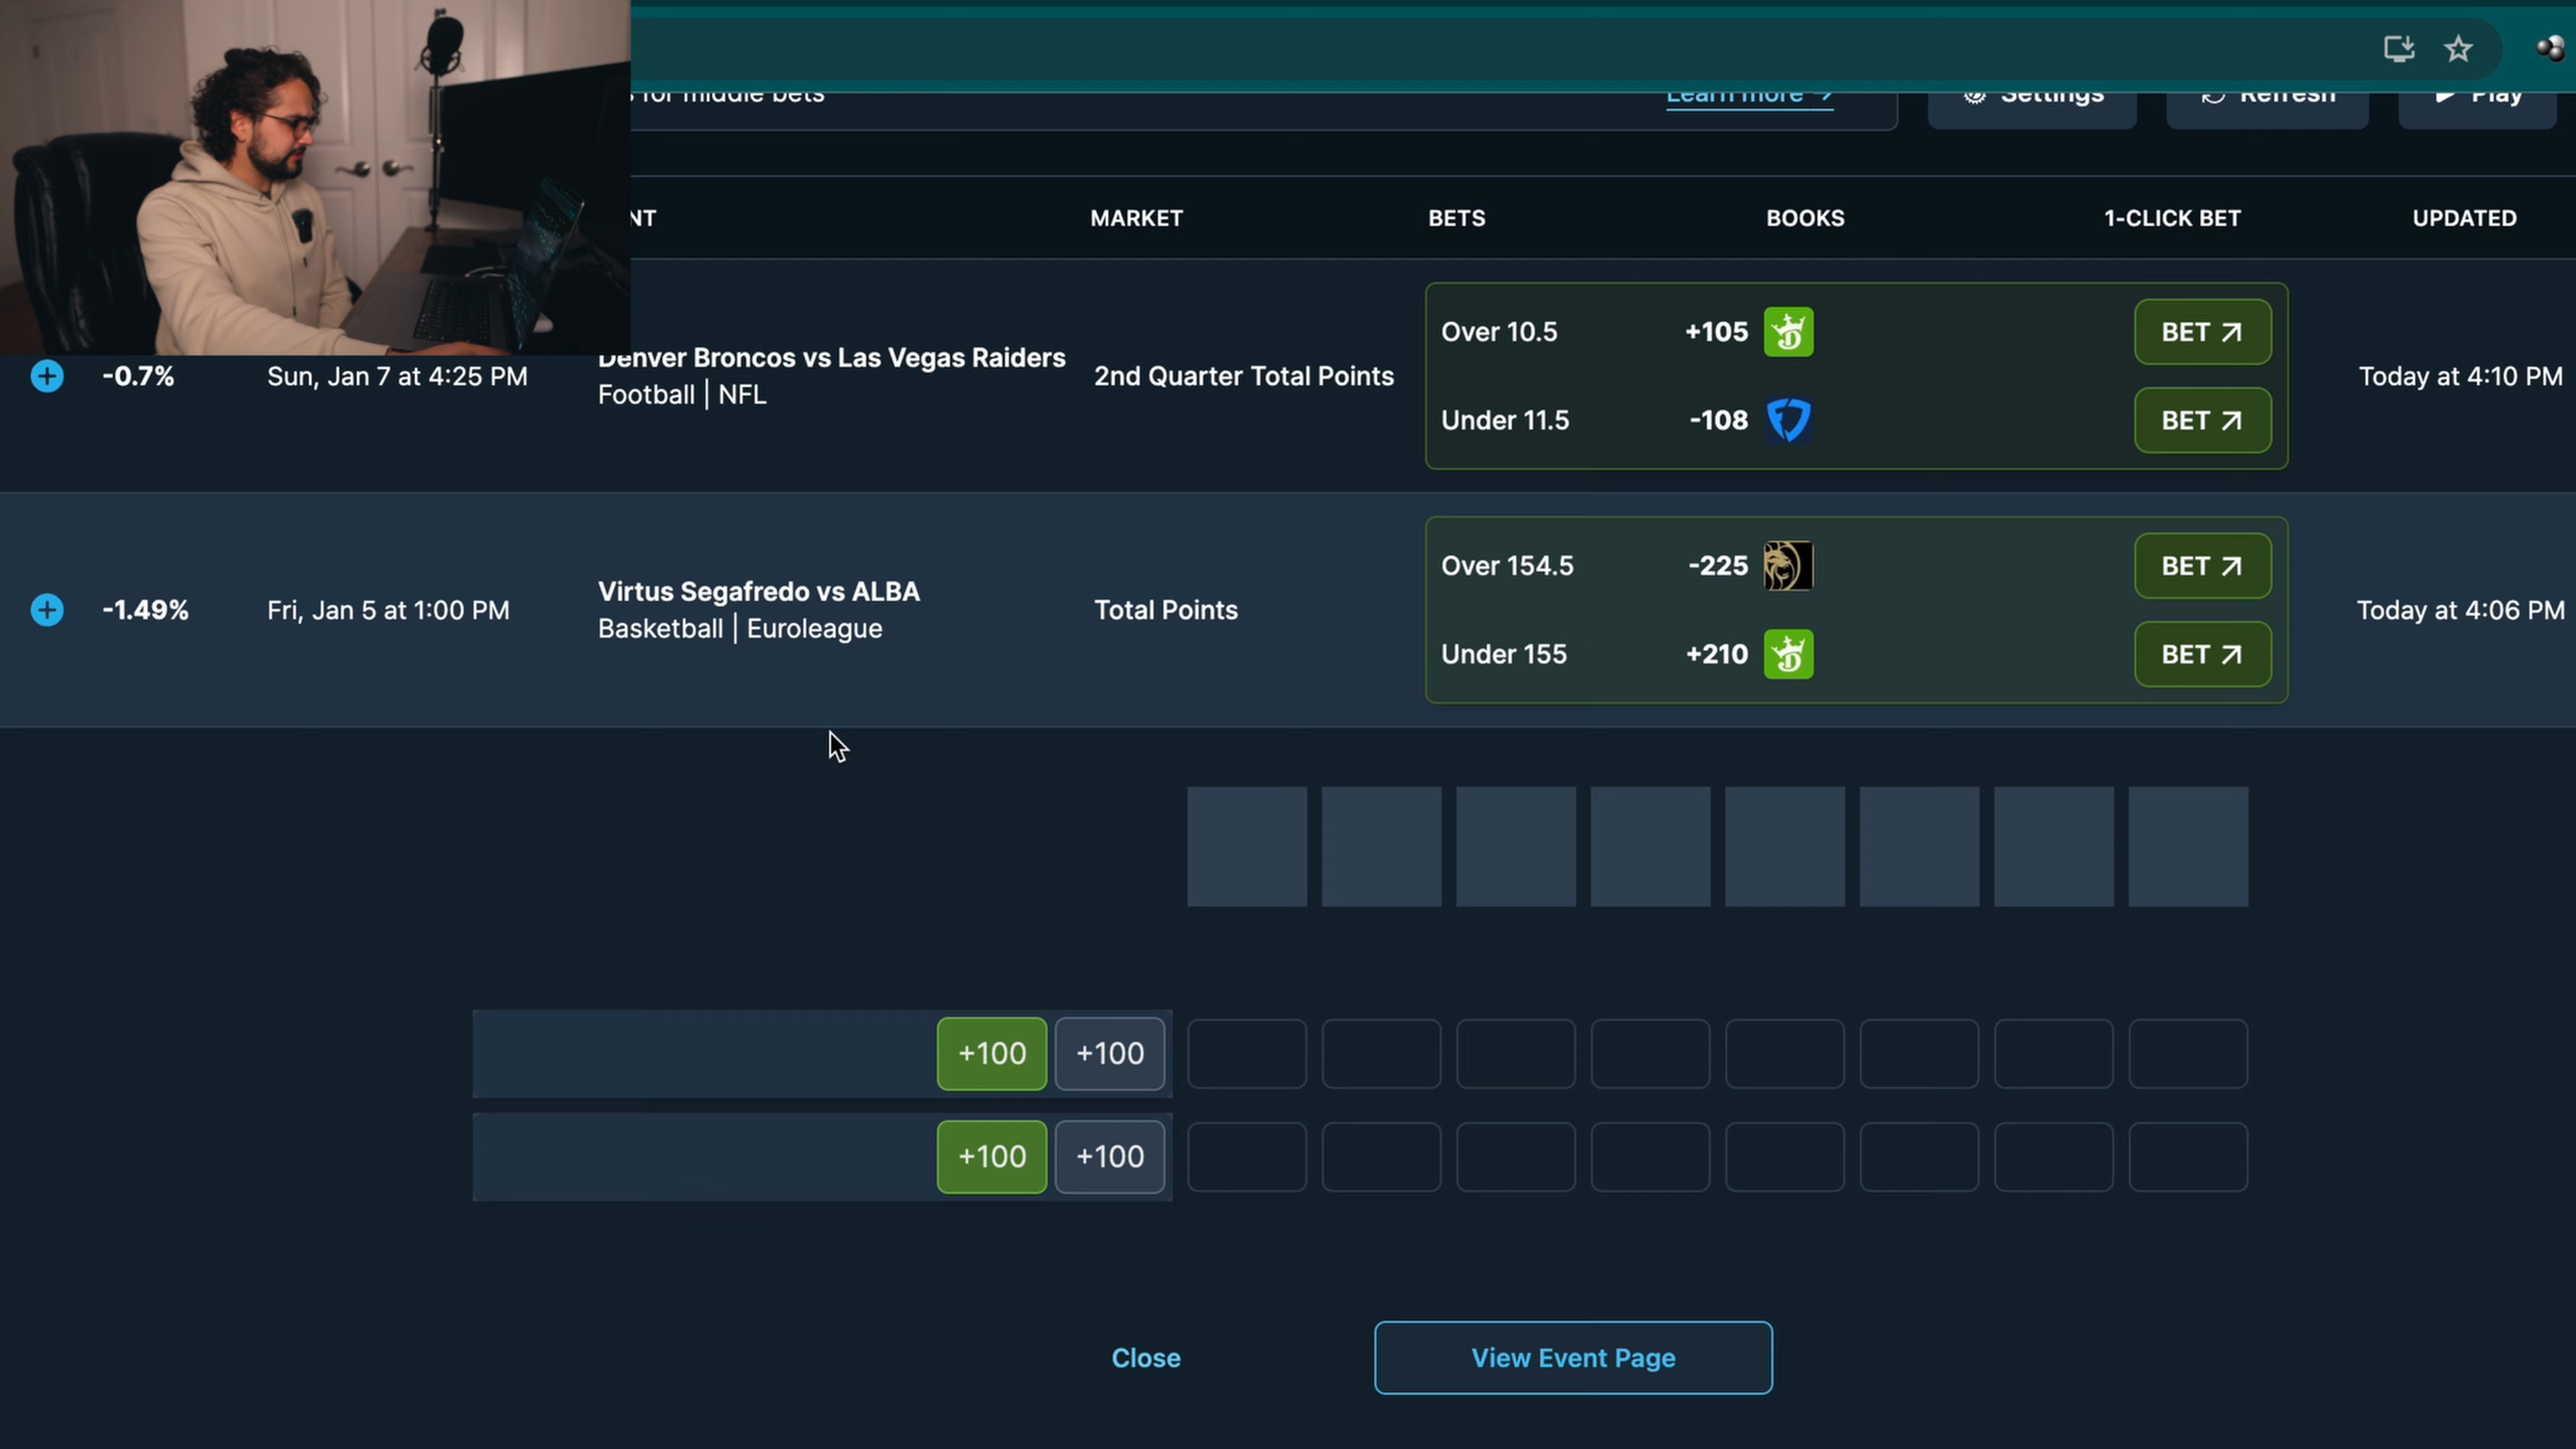 s for middle bets
Learn more →
Settings
Refresh
Play
NT
MARKET
BETS
BOOKS
1-CLICK BET
UPDATED
-0.7%
Sun, Jan 7 at 4:25 PM
Denver Broncos vs Las Vegas Raiders
Football | NFL
2nd Quarter Total Points
Over 10.5
+105
BET
Under 11.5
-108
BET
Today at 4:10 PM
-1.49%
Fri, Jan 5 at 1:00 PM
Virtus Segafredo vs ALBA
Basketball | Euroleague
Total Points
Over 154.5
-225
BET
Under 155
+210
BET
Today at 4:06 PM
+100
+100
+100
+100
Close
View Event Page